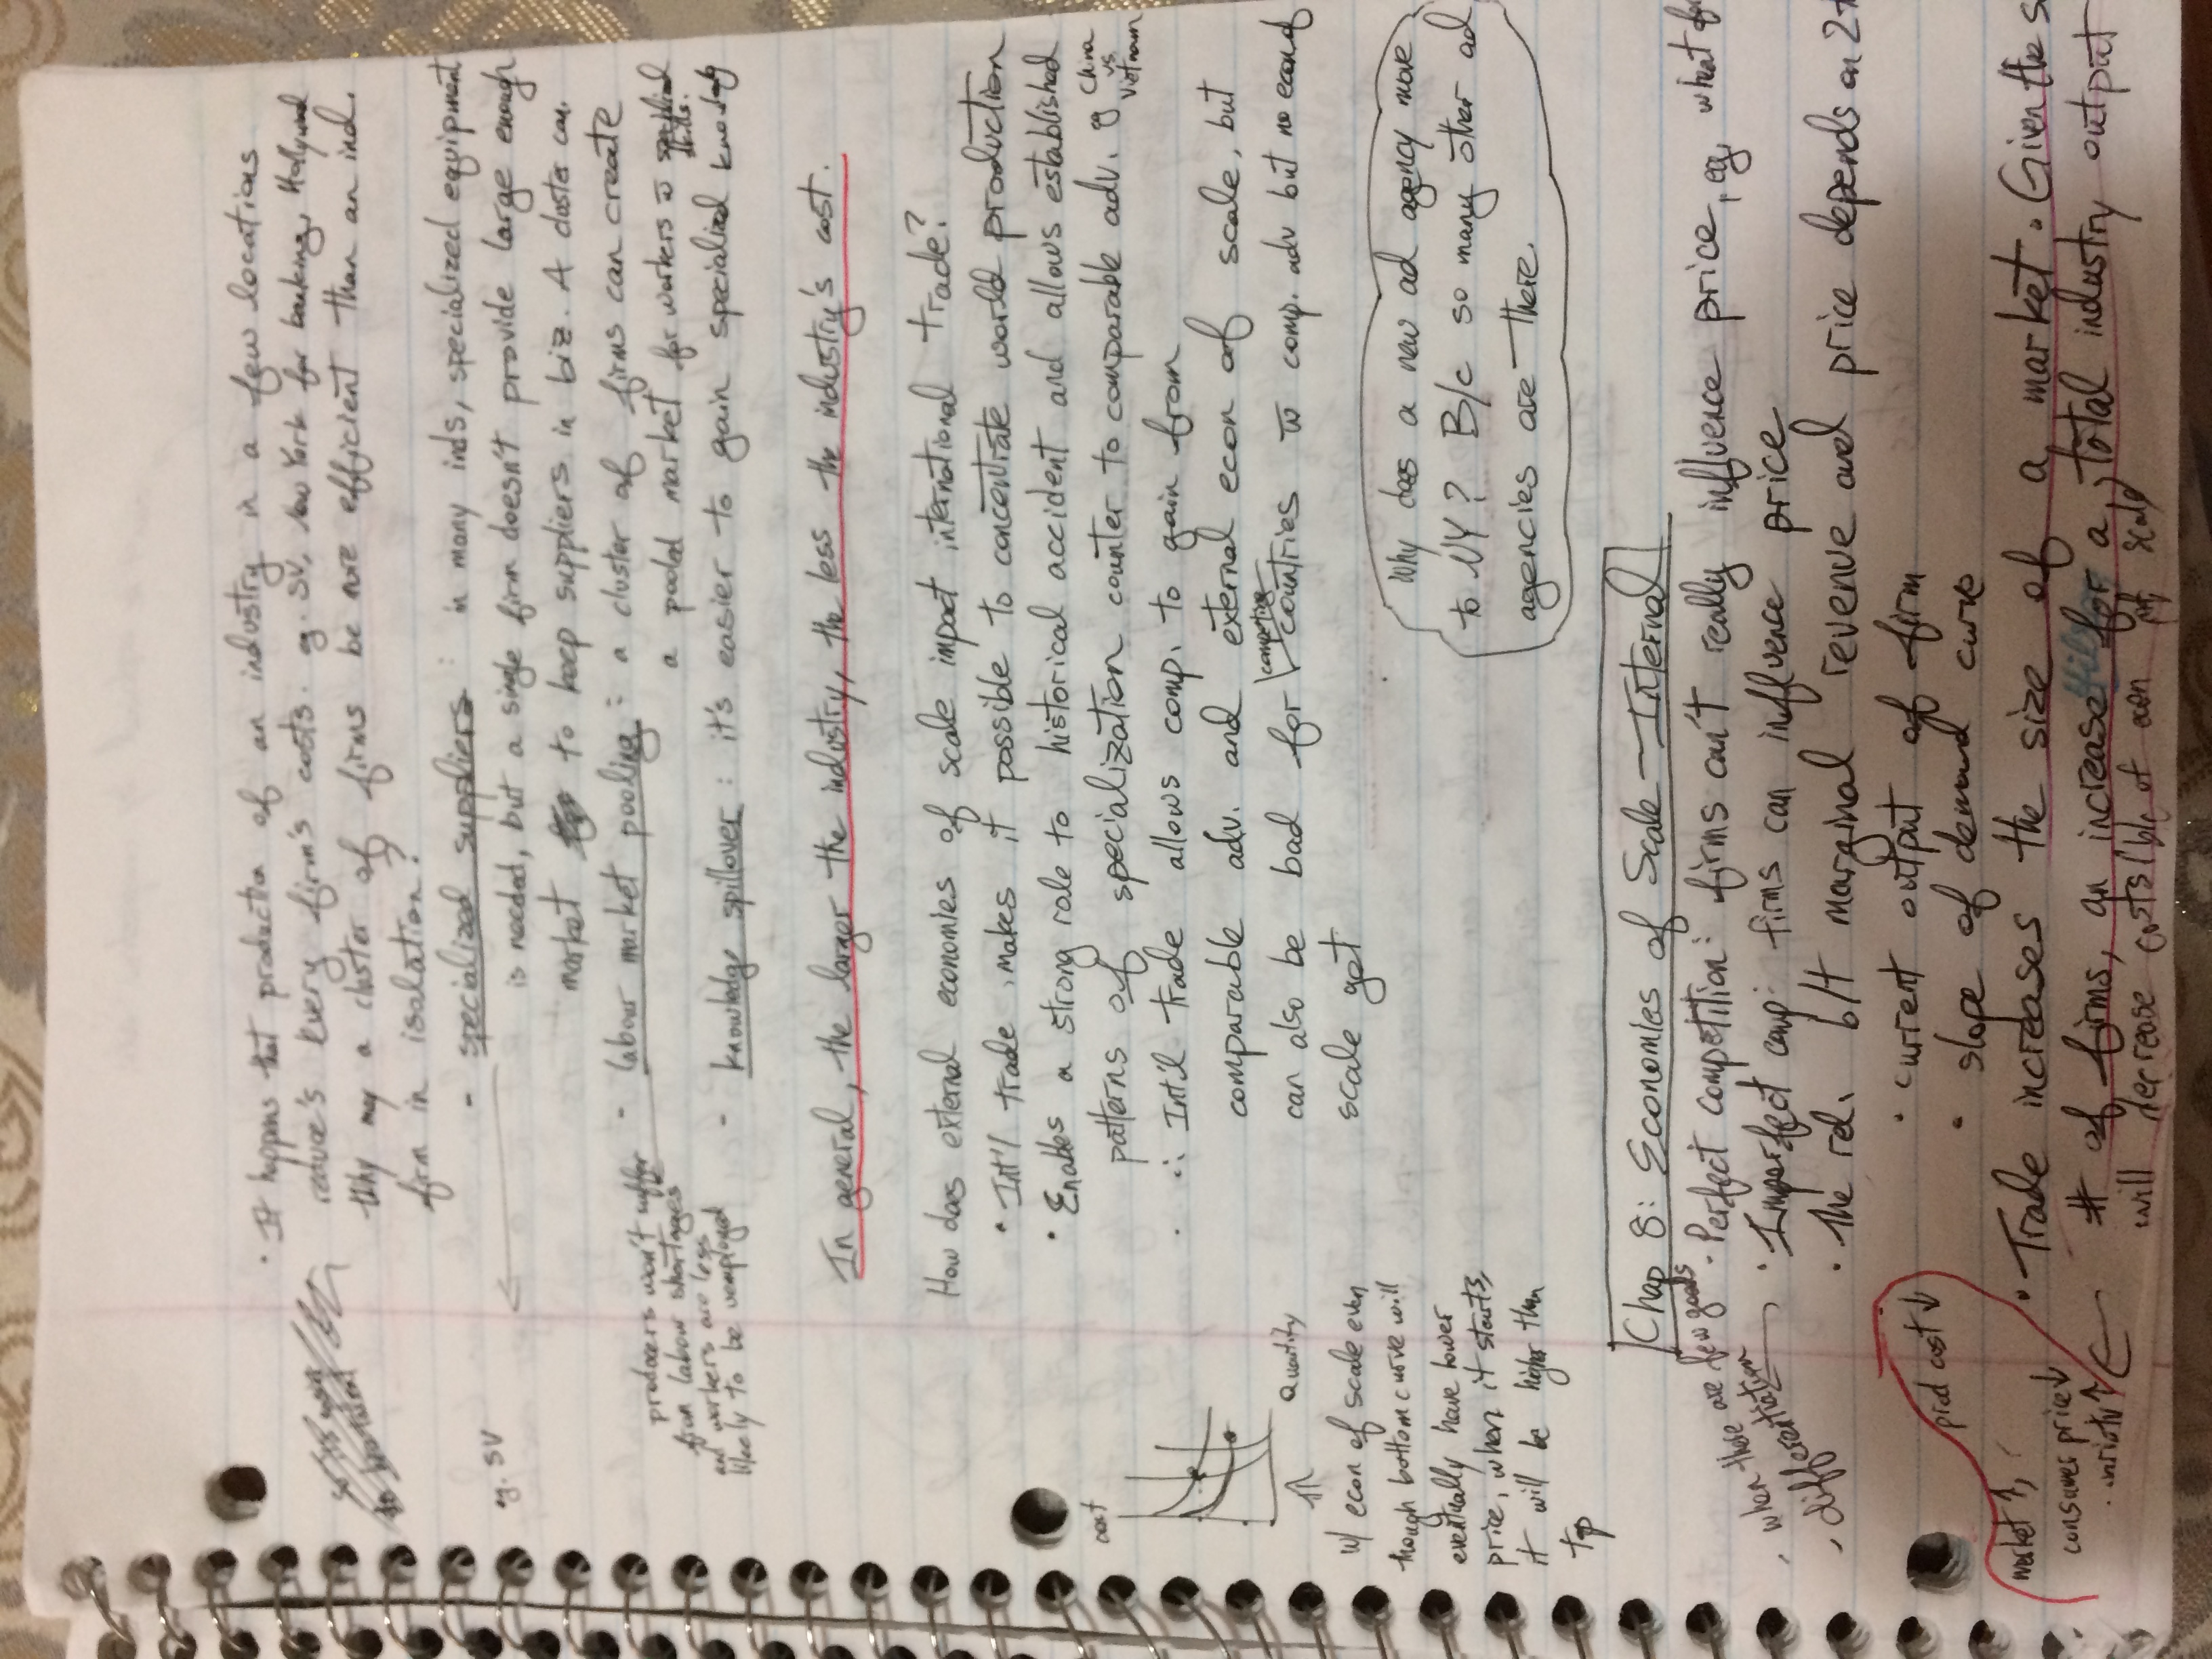 · It happens that production of an industry in a few locations
reduce's every firm's costs. eg. SV, New York for banking, Hollywood
Why may a cluster of firms be more efficient than an ind.
firm in isolation?
- specialized suppliers : in many inds, specialized equipment
is needed, but a single firm doesn't provide large enough
market to keep suppliers in biz. A cluster can.
eg. SV
- labour market pooling : a cluster of firms can create
a pooled market for workers w specialized
skills.
producers won't suffer
from labour shortages
and workers are less
likely to be unemployed
- knowledge spillover : it's easier to gain specialized
In general, the larger the industry, the less the industry's cost.
How does external economies of scale impact international trade?
· Int'l trade makes it possible to concentrate world production
· Enables a strong role to historical accident and allows established
patterns of specialization counter to comparable adv. eg China
vs
Vietnam
∴ Int'l trade allows comp. to gain from
comparable adv. and external econ of scale, but
can also be bad for competing countries w comp. adv but no econ of
scale get
cost
Quantity
w/ econ of scale even
though bottom curve will
eventually have lower
price, when it starts,
it will be higher than
top
Why does a new ad agency move
to NY? B/c so many other ad
agencies are there.
Chap 8: Economies of Scale - Internal
· Perfect competition: firms can't really influence price, eg, wheat
· Imperfect comp: firms can influence price
- when there are few goods
- differentiation
· The rel. b/t marginal revenue and price depends on 2
· current output of firm
· slope of demand curve
· Trade increases the size of a market. Given the
# of firms, an increase for a total industry output
will decrease costs b/c of econ of scale
prod cost ↓
market ↑,
consumer price ↓